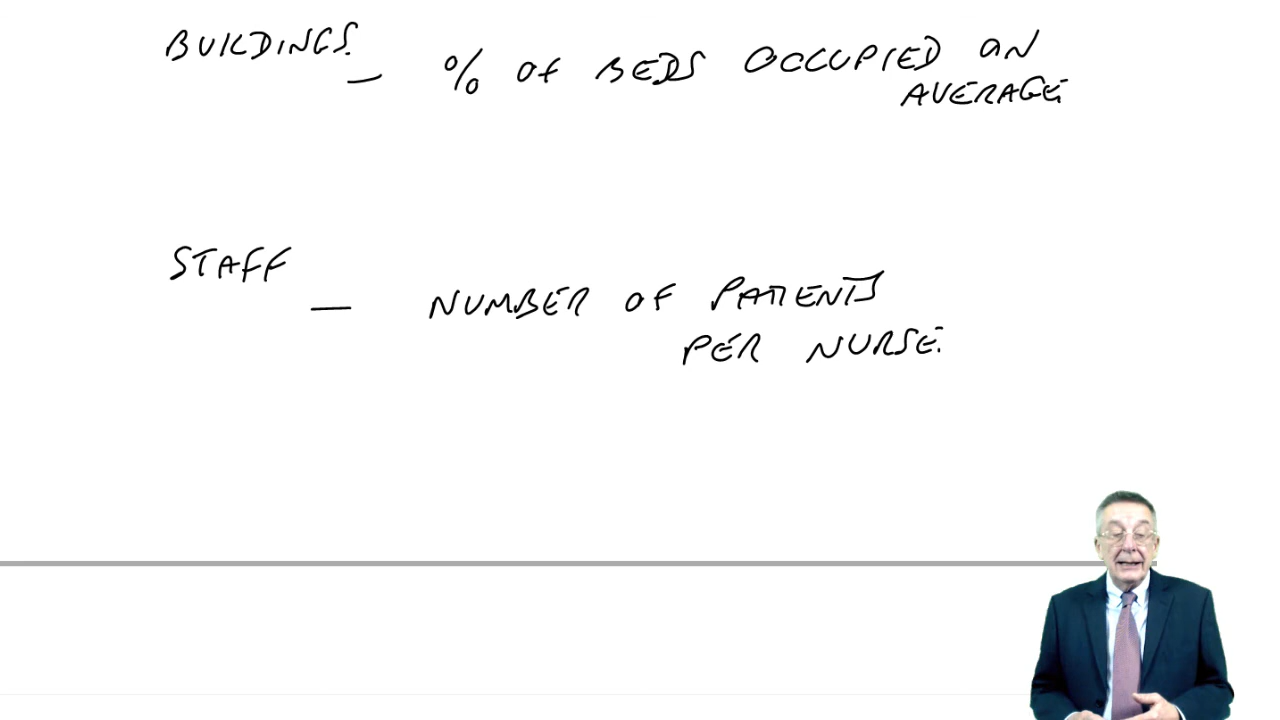 BUILDINGS.
— % Of BEDS OCCUPIED ON
AVERAGE.
STAFF
— NUMBER OF PATIENTS
PER NURSE.